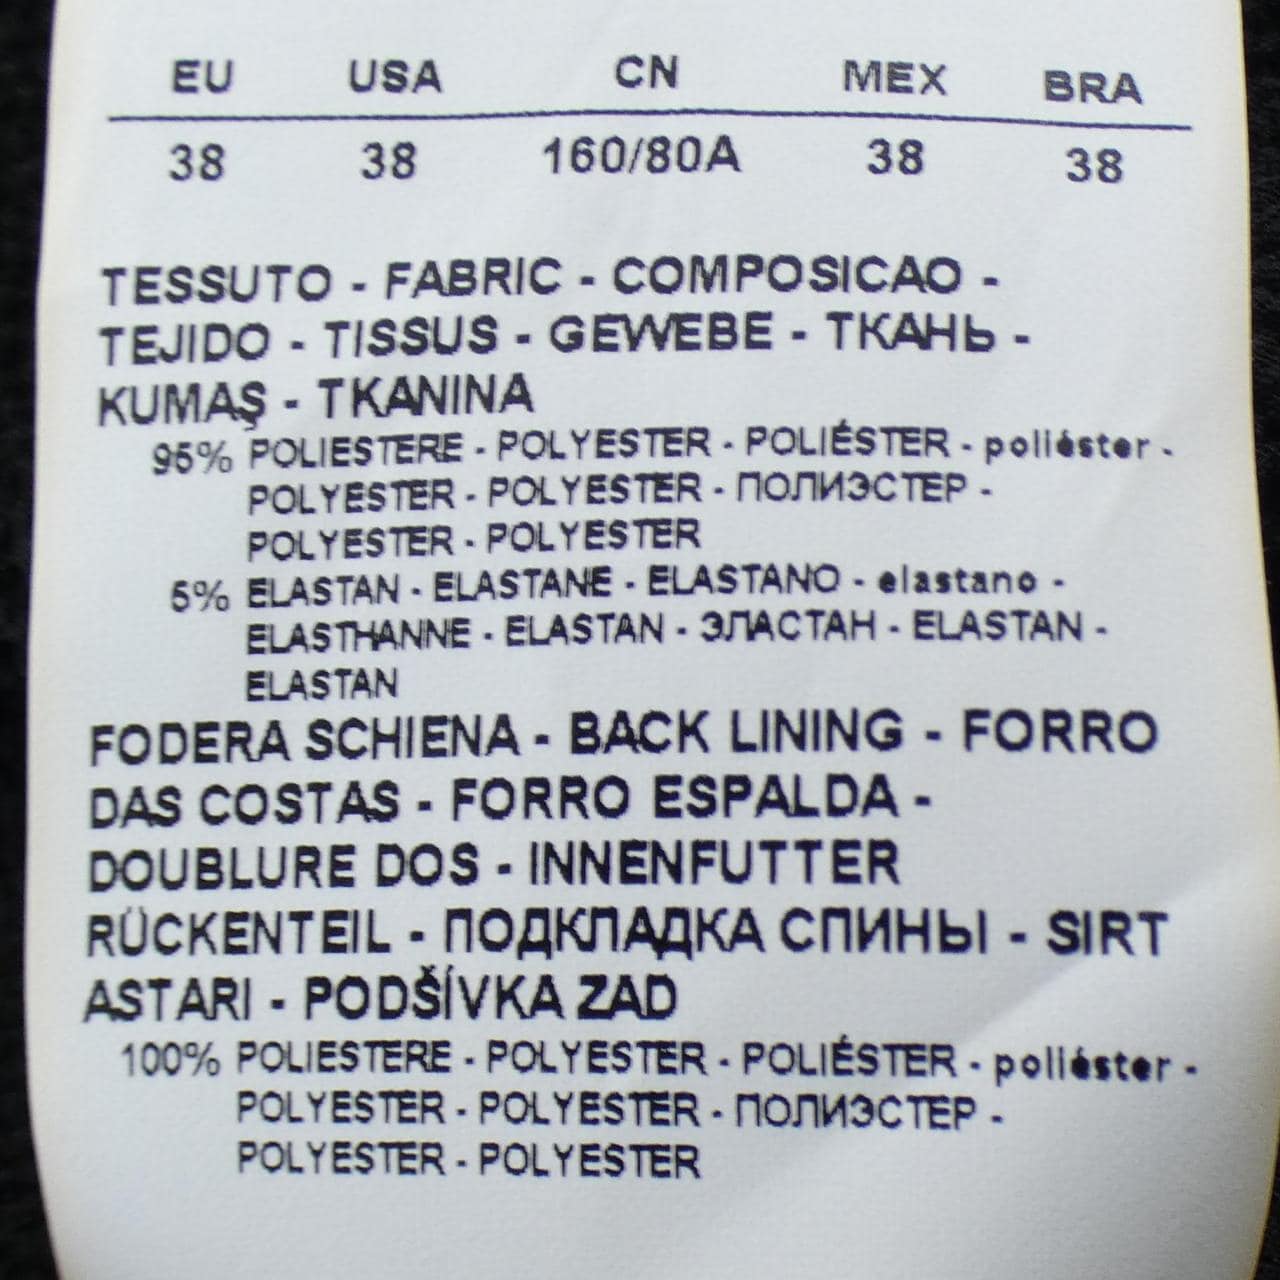 EU USA CN MEX BRA
38 38 160/80A 38 38
TESSUTO - FABRIC - COMPOSICAO -
TEJIDO - TISSUS - GEWEBE - ТКАНЬ -
KUMAŞ - TKANINA
95% POLIESTERE - POLYESTER - POLIÉSTER - poliéster -
POLYESTER - POLYESTER - ПОЛИЭСТЕР -
POLYESTER - POLYESTER
5% ELASTAN - ELASTANE - ELASTANO - elastano -
ELASTHANNE - ELASTAN - ЭЛАСТАН - ELASTAN -
ELASTAN
FODERA SCHIENA - BACK LINING - FORRO
DAS COSTAS - FORRO ESPALDA -
DOUBLURE DOS - INNENFUTTER
RÜCKENTEIL - ПОДКЛАДКА СПИНЫ - SIRT
ASTARI - PODŠÍVKA ZAD
100% POLIESTERE - POLYESTER - POLIÉSTER - poliéster -
POLYESTER - POLYESTER - ПОЛИЭСТЕР -
POLYESTER - POLYESTER